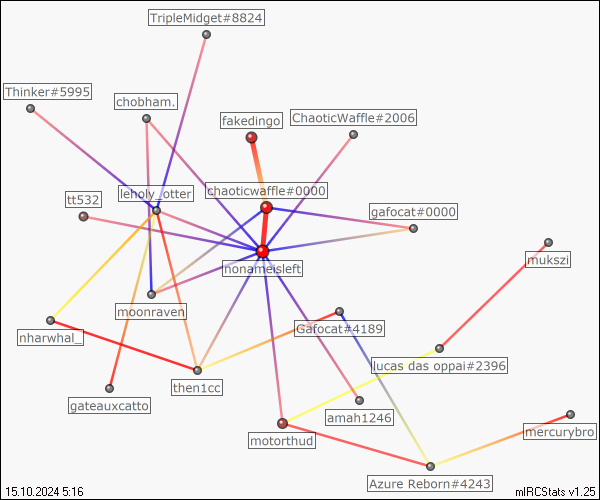 TripleMidget#8824
Thinker#5995
chobham.
fakedingo
ChaoticWaffle#2006
tt532
leholy_otter
chaoticwaffle#0000
gafocat#0000
nonameisleft
mukszi
moonraven
nharwhal_
Gafocat#4189
lucas das oppai#2396
then1cc
gateauxcatto
amah1246
motorthud
mercurybro
Azure Reborn#4243
15.10.2024 5:16
mIRCStats v1.25